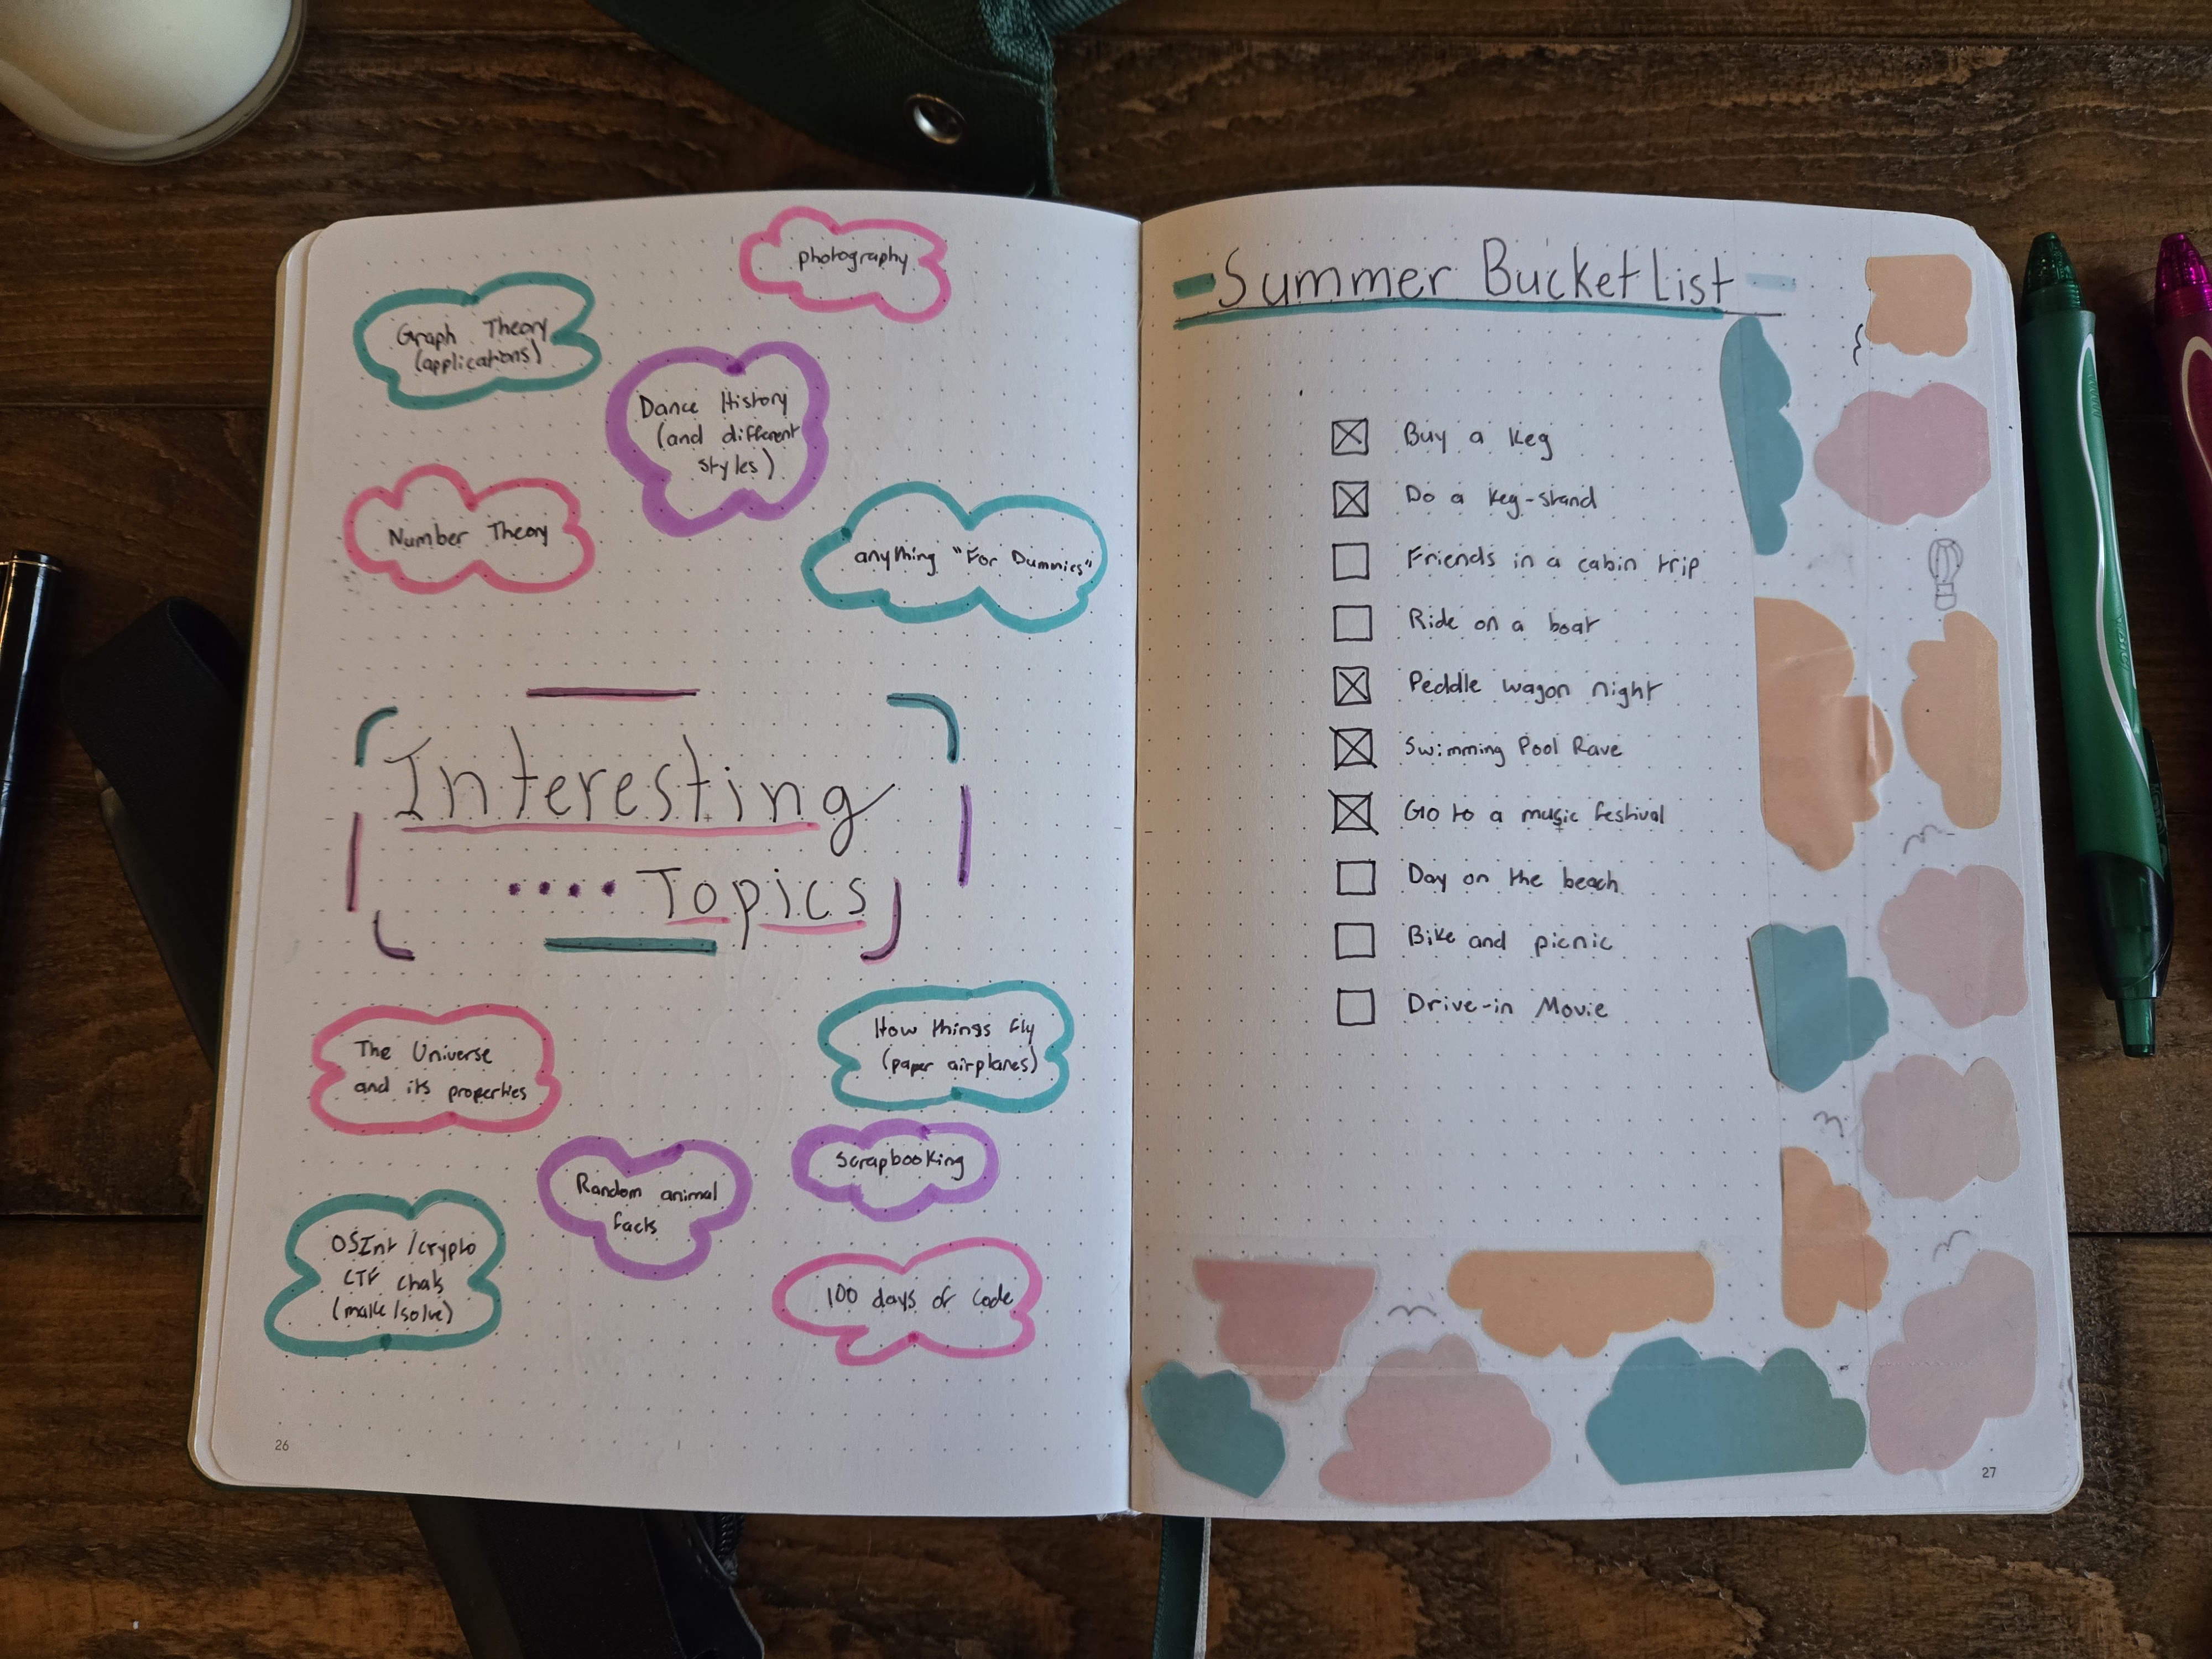 photography
Graph Theory
(applications)
Dance History
(and different
styles)
Number Theory
anything "For Dummies"
Interesting
Topics
The Universe
and its properties
How things fly
(paper airplanes)
Scrapbooking
Random animal
facts
OSInt/crypto
CTF chals
(make/solve)
100 days of code
26
Summer Bucket List
Buy a keg
Do a keg-stand
Friends in a cabin trip
Ride on a boat
Peddle wagon night
Swimming Pool Rave
Go to a music festival
Day on the beach
Bike and picnic
Drive-in Movie
27